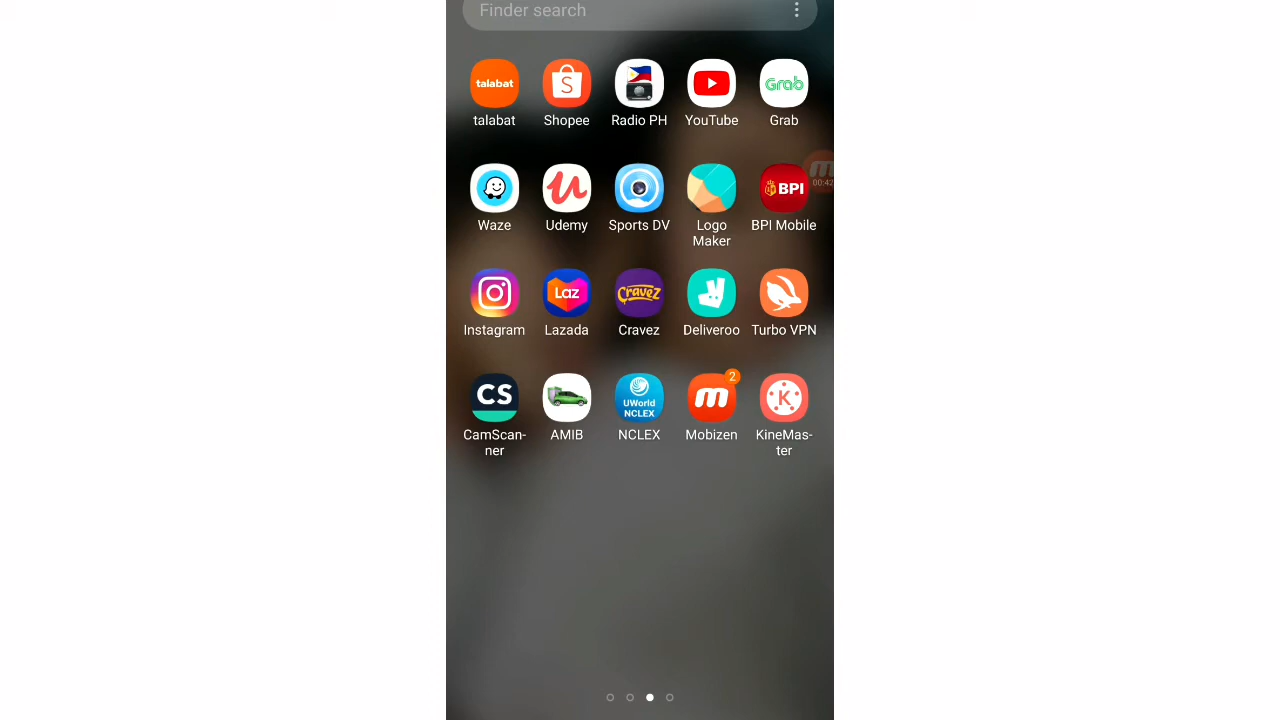 Finder search
talabat
S
Grab
talabat
Shopee
Radio PH
YouTube
Grab
00:42
BPI
Waze
Udemy
Sports DV
Logo
Maker
BPI Mobile
Laz
CRaVeZ
Instagram
Lazada
Cravez
Deliveroo
Turbo VPN
CS
UWorld
NCLEX
m
2
K
CamScan-
ner
AMIB
NCLEX
Mobizen
KineMas-
ter